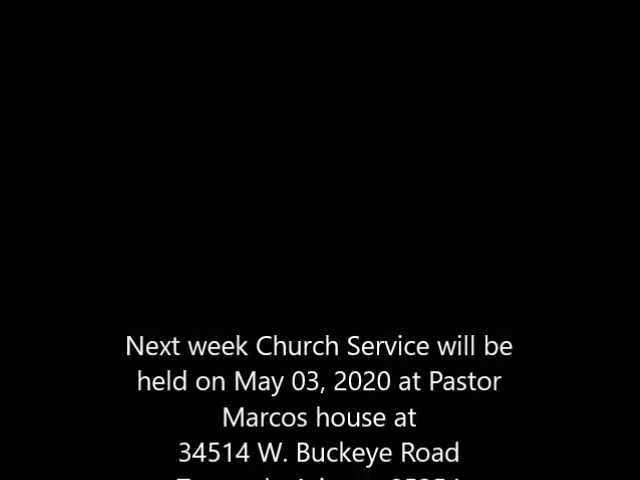 Next week Church Service will be
held on May 03, 2020 at Pastor
Marcos house at
34514 W. Buckeye Road